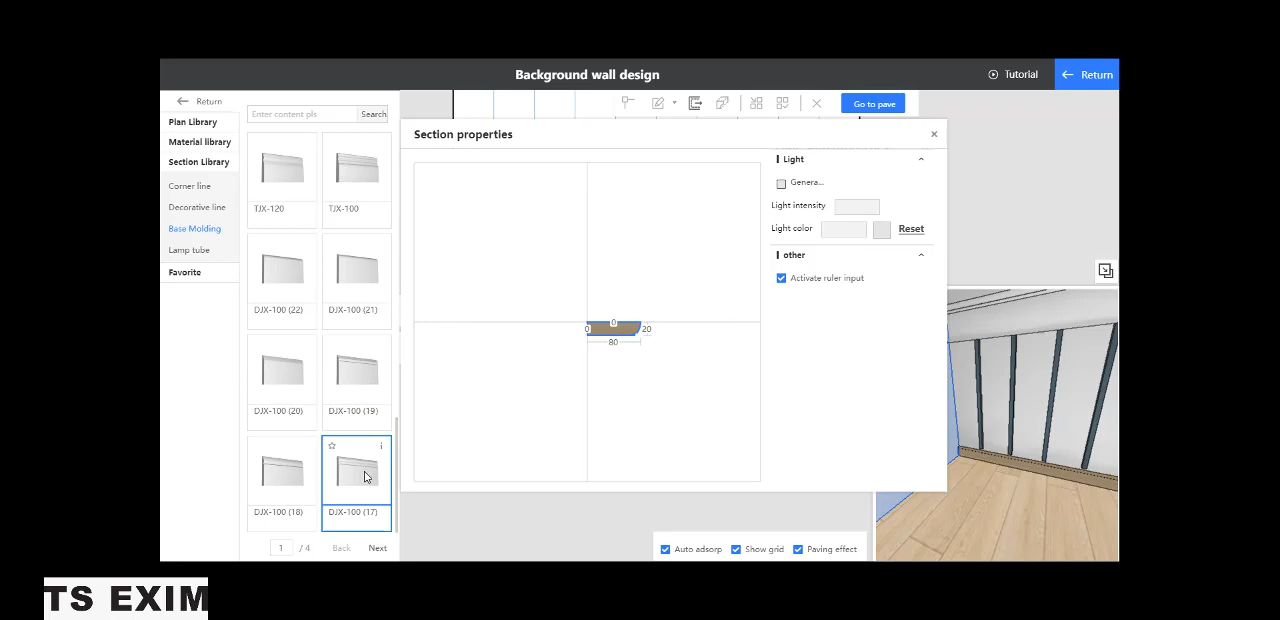 Background wall design
Tutorial
Return
Return
Plan Library
Material library
Section Library
Corner line
Decorative line
Base Molding
Lamp tube
Favorite
Enter content pls
Search
TJX-120
TJX-100
DJX-100 (22)
DJX-100 (21)
DJX-100 (20)
DJX-100 (19)
DJX-100 (18)
DJX-100 (17)
1 / 4 Back Next
Go to pave
Section properties
0
0
20
80
Light
Genera...
Light intensity
Light color
Reset
other
Activate ruler input
Auto adsorp
Show grid
Paving effect
TS EXIM